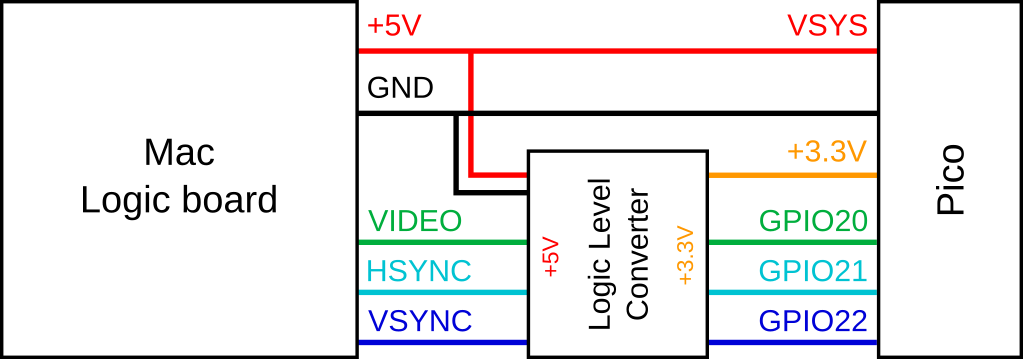 +5V
VSYS
GND
Mac
Logic board
+3.3V
Pico
VIDEO
GPIO20
HSYNC
GPIO21
VSYNC
GPIO22
+5V
Logic Level
Converter
+3.3V